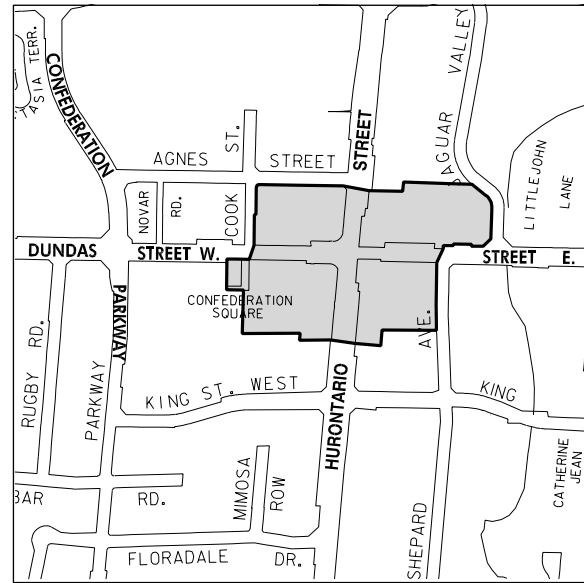 ASIA TERR.
CONFEDERATION
PARKWAY
AGNES STREET
NOVAR RD.
COOK ST.
STREET
HURONTARIO
JAGUAR VALLEY
LITTLEJOHN
LANE
DUNDAS STREET W.
STREET E.
CONFEDERATION
SQUARE
AVE.
RUGBY RD.
PARKWAY
KING ST. WEST
KING
BAR RD.
MIMOSA
ROW
SHEPARD
CATHERINE
JEAN
FLORADALE DR.